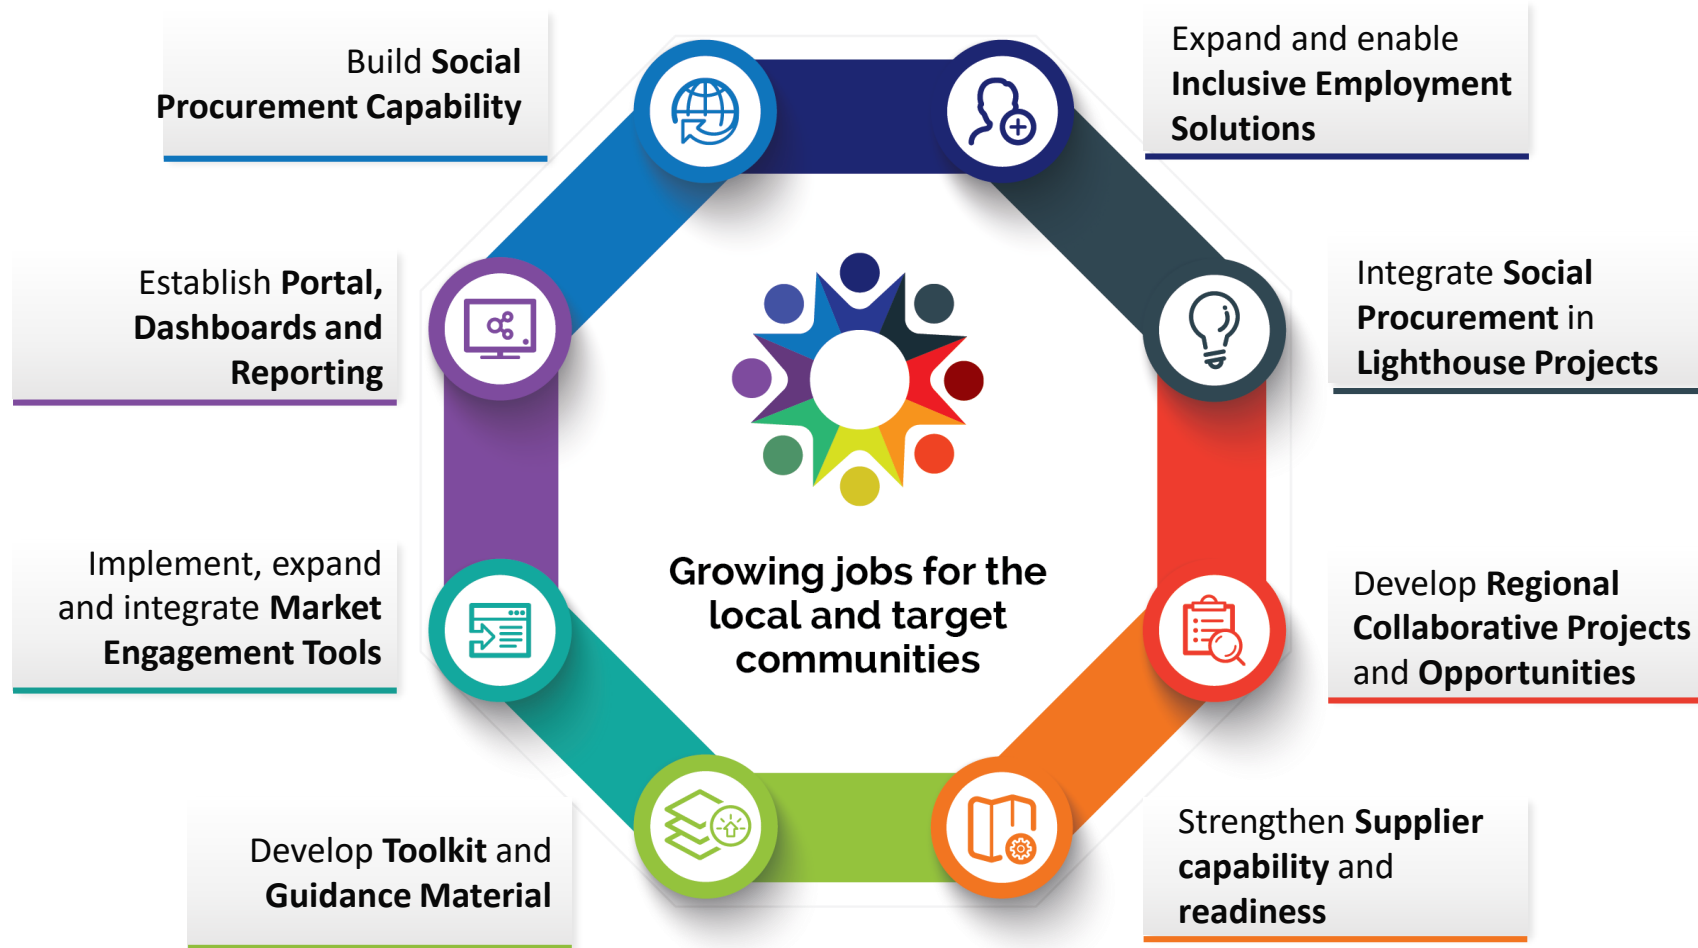 Build Social
Procurement Capability
Expand and enable
Inclusive Employment
Solutions
Establish Portal,
Dashboards and
Reporting
Integrate Social
Procurement in
Lighthouse Projects
Growing jobs for the
local and target
communities
Implement, expand
and integrate Market
Engagement Tools
Develop Regional
Collaborative Projects
and Opportunities
Develop Toolkit and
Guidance Material
Strengthen Supplier
capability and
readiness